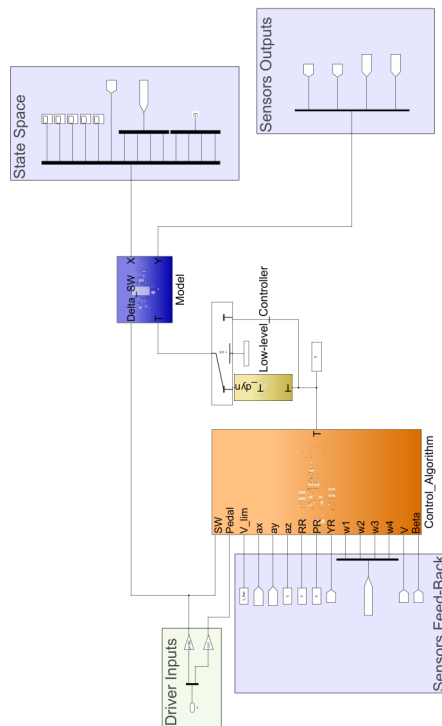 Driver Inputs
Sensors Feed-Back
SW
Pedal
V_lim
ax
ay
az
RR
PR
YR
w1
w2
w3
w4
V
Beta
T
Control_Algorithm
T
T_dyn
Low-level_Controller
Delta_SW
T
X
Y
Model
State Space
Sensors Outputs